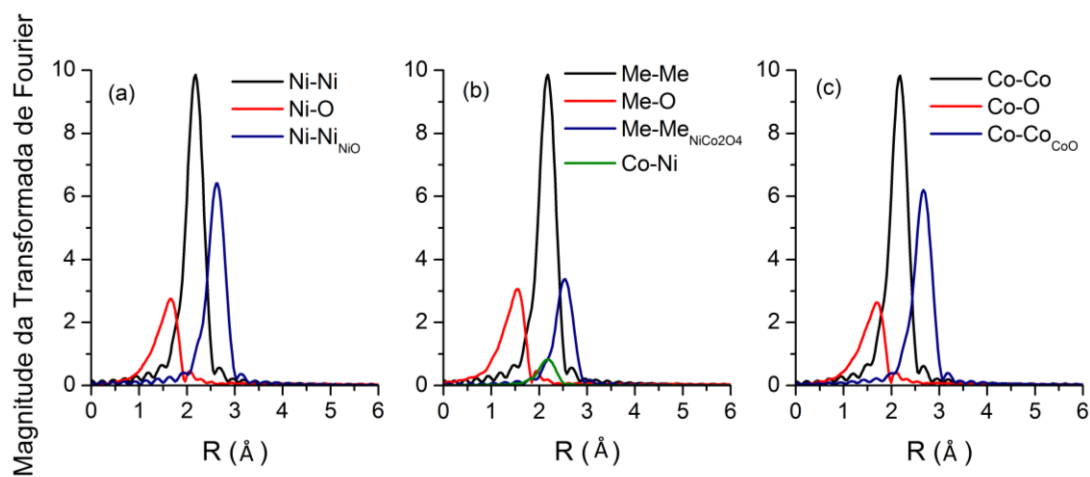 Magnitude da Transformada de Fourier
(a)
Ni-Ni
Ni-O
Ni-Ni_NiO
10
8
6
4
2
0
0 1 2 3 4 5 6
R (Å)
(b)
Me-Me
Me-O
Me-Me_NiCo2O4
Co-Ni
10
8
6
4
2
0
0 1 2 3 4 5 6
R (Å)
(c)
Co-Co
Co-O
Co-Co_CoO
10
8
6
4
2
0
0 1 2 3 4 5 6
R (Å)